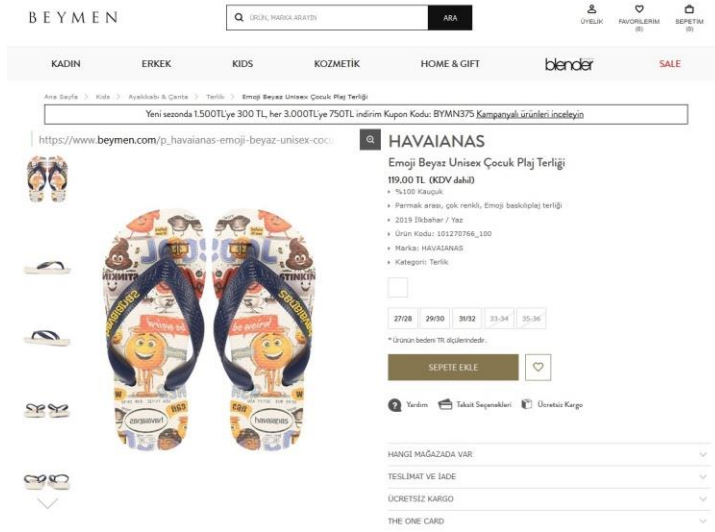 BEYMEN
ÜRÜN, MARKA ARAYIN
ARA
ÜYELİK
FAVORİLERİM
(0)
SEPETİM
(0)
KADIN ERKEK KIDS KOZMETİK HOME & GIFT blender SALE
Ana Sayfa > Kids > Ayakkabı & Çanta > Terlik > Emoji Beyaz Unisex Çocuk Plaj Terliği
Yeni sezonda 1.500TL'ye 300 TL, her 3.000TL'ye 750TL indirim Kupon Kodu: BYMN375 Kampanyalı ürünleri inceleyin
https://www.beymen.com/p_havaianas-emoji-beyaz-unisex-cocu
HAVAIANAS
Emoji Beyaz Unisex Çocuk Plaj Terliği
119.00 TL (KDV dahil)
%100 Kauçuk
Parmak arası, çok renkli, Emoji baskılıplaj terliği
2019 İlkbahar / Yaz
Ürün Kodu: 101270766_100
Marka: HAVAIANAS
Kategori: Terlik
27/28 29/30 31/32 33-34 35-36
* Ürünün bedeni TR ölçülerindedir.
SEPETE EKLE
Yardım Taksit Seçenekleri Ücretsiz Kargo
HANGİ MAĞAZADA VAR
TESLİMAT VE İADE
ÜCRETSİZ KARGO
THE ONE CARD
STINKIN
be weird
havaianas